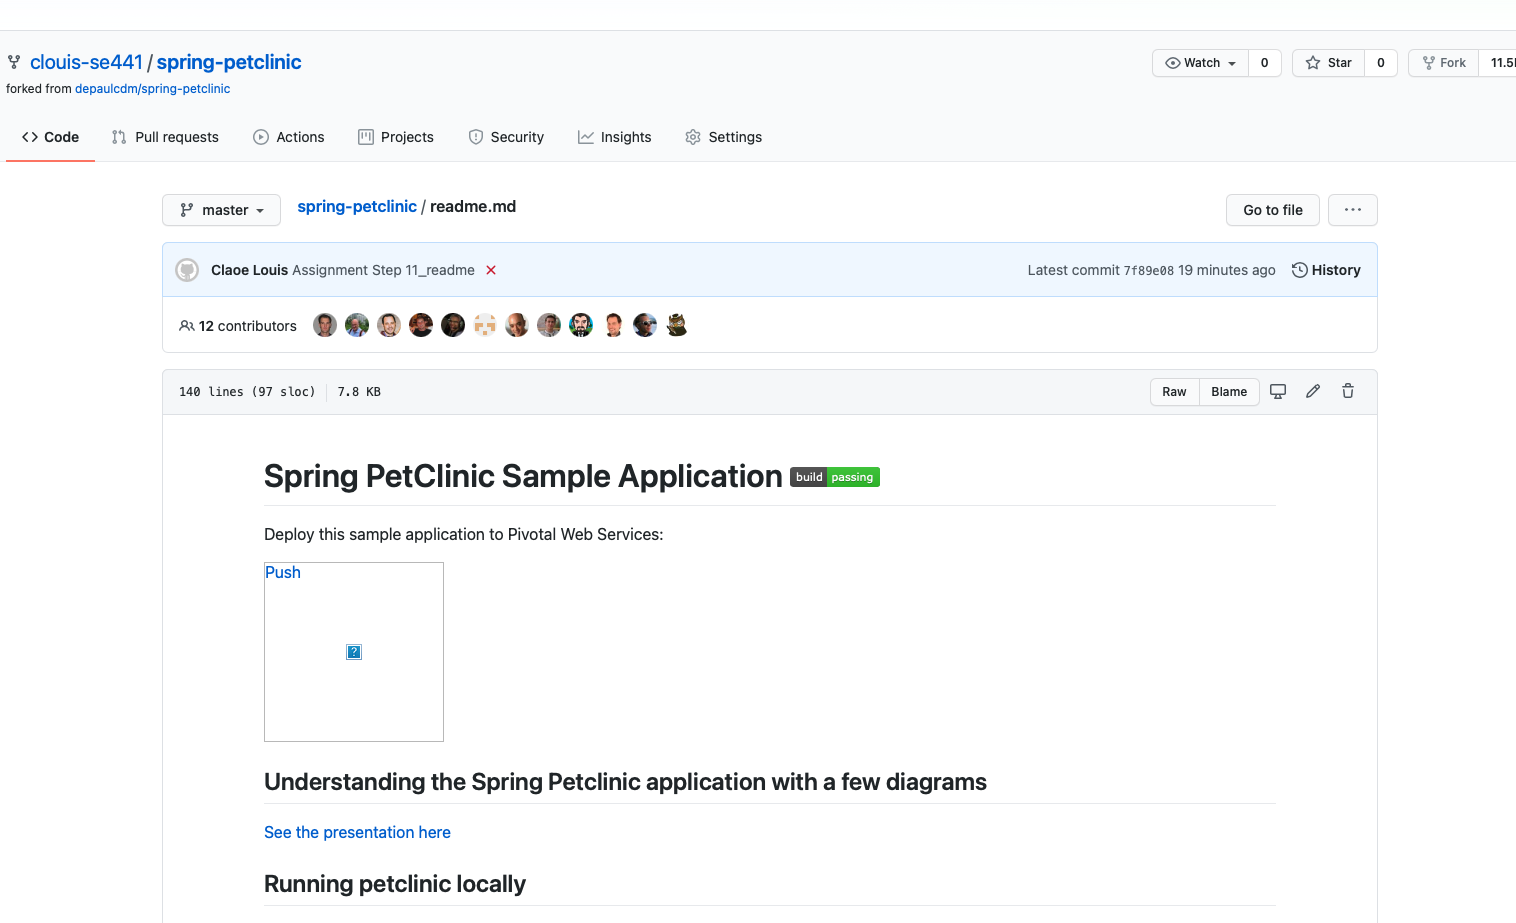 clouis-se441 / spring-petclinic
Watch 0 Star 0 Fork
forked from depaulcdm/spring-petclinic
Code Pull requests Actions Projects Security Insights Settings
master spring-petclinic / readme.md Go to file ...
Claoe Louis Assignment Step 11_readme Latest commit 7f89e08 19 minutes ago History
12 contributors
140 lines (97 sloc) 7.8 KB Raw Blame
Spring PetClinic Sample Application build passing
Deploy this sample application to Pivotal Web Services:
Push
?
Understanding the Spring Petclinic application with a few diagrams
See the presentation here
Running petclinic locally